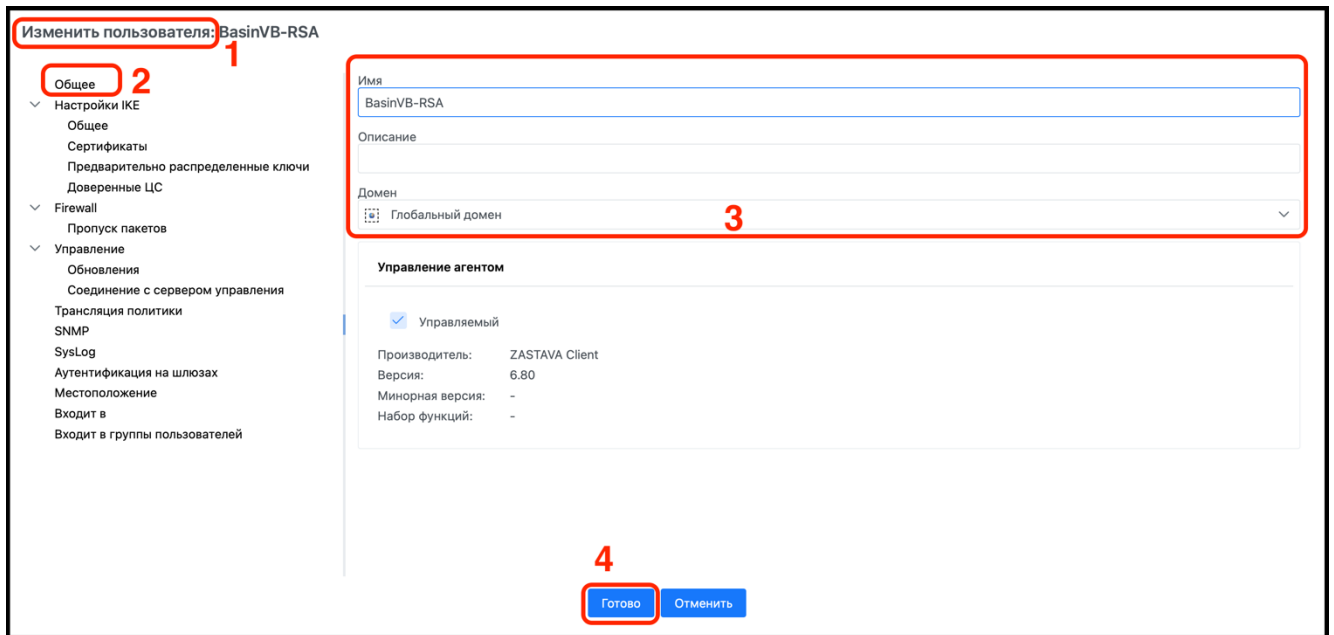 Изменить пользователя: BasinVB-RSA
1
Общее
2
Настройки IKE
Общее
Сертификаты
Предварительно распределенные ключи
Доверенные ЦС
Firewall
Пропуск пакетов
Управление
Обновления
Соединение с сервером управления
Трансляция политики
SNMP
SysLog
Аутентификация на шлюзах
Местоположение
Входит в
Входит в группы пользователей
Имя
BasinVB-RSA
Описание
Домен
Глобальный домен
3
Управление агентом
Управляемый
Производитель: ZASTAVA Client
Версия: 6.80
Минорная версия: -
Набор функций: -
4
Готово Отменить